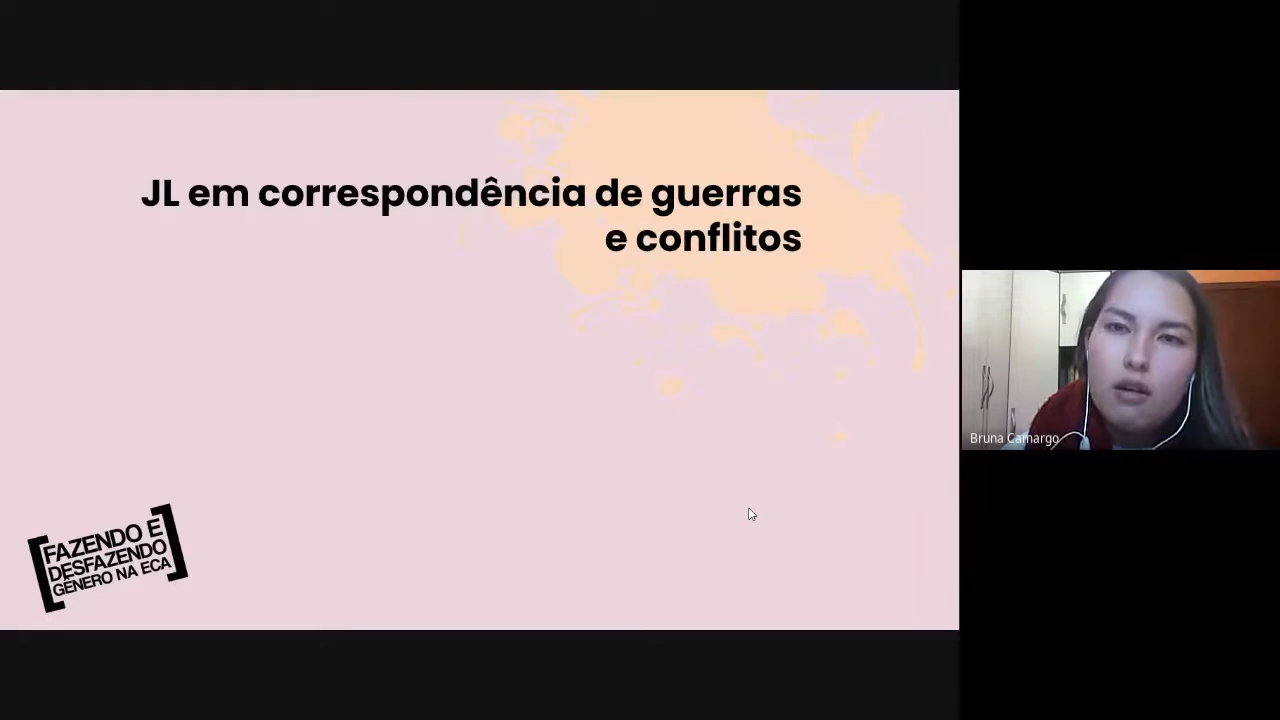 JL em correspondência de guerras
e conflitos
Bruna Camargo
[FAZENDO E
DESFAZENDO
GÊNERO NA ECA]